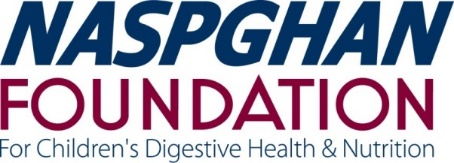 NASPGHAN
FOUNDATION
For Children's Digestive Health & Nutrition